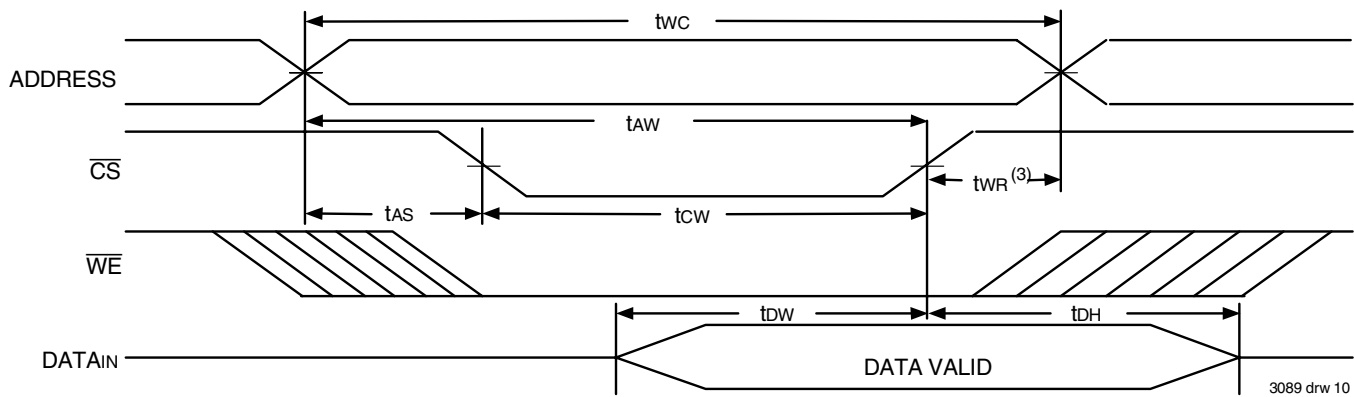 tWC
ADDRESS
tAW
CS
tWR (3)
tAS
tCW
WE
tDW
tDH
DATAIN
DATA VALID
3089 drw 10